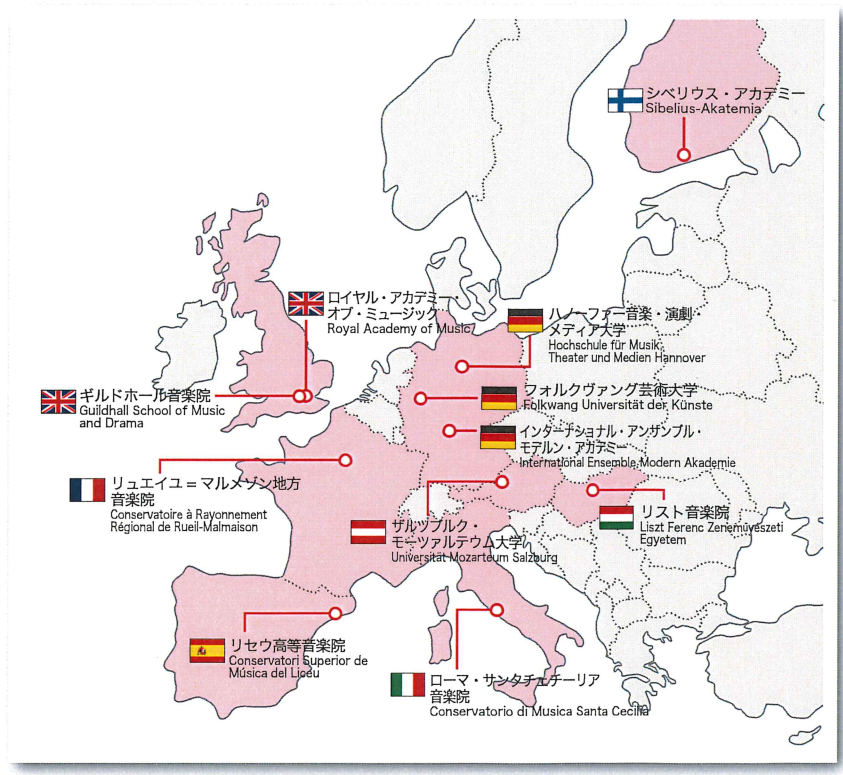 シベリウス・アカデミー
Sibelius-Akatemia
ロイヤル・アカデミー・
オブ・ミュージック
Royal Academy of Music
ハノーファー音楽・演劇・
メディア大学
Hochschule für Musik,
Theater und Medien Hannover
ギルドホール音楽院
Guildhall School of Music
and Drama
フォルクヴァング芸術大学
Folkwang Universität der Künste
インターナショナル・アンサンブル・
モデルン・アカデミー
International Ensemble Modern Akademie
リュエイユ＝マルメゾン地方
音楽院
Conservatoire à Rayonnement
Régional de Rueil-Malmaison
ザルツブルク・
モーツァルテウム大学
Universität Mozarteum Salzburg
リスト音楽院
Liszt Ferenc Zeneművészeti
Egyetem
リセウ高等音楽院
Conservatori Superior de
Música del Liceu
ローマ・サンタチェチーリア
音楽院
Conservatorio di Musica Santa Cecilia